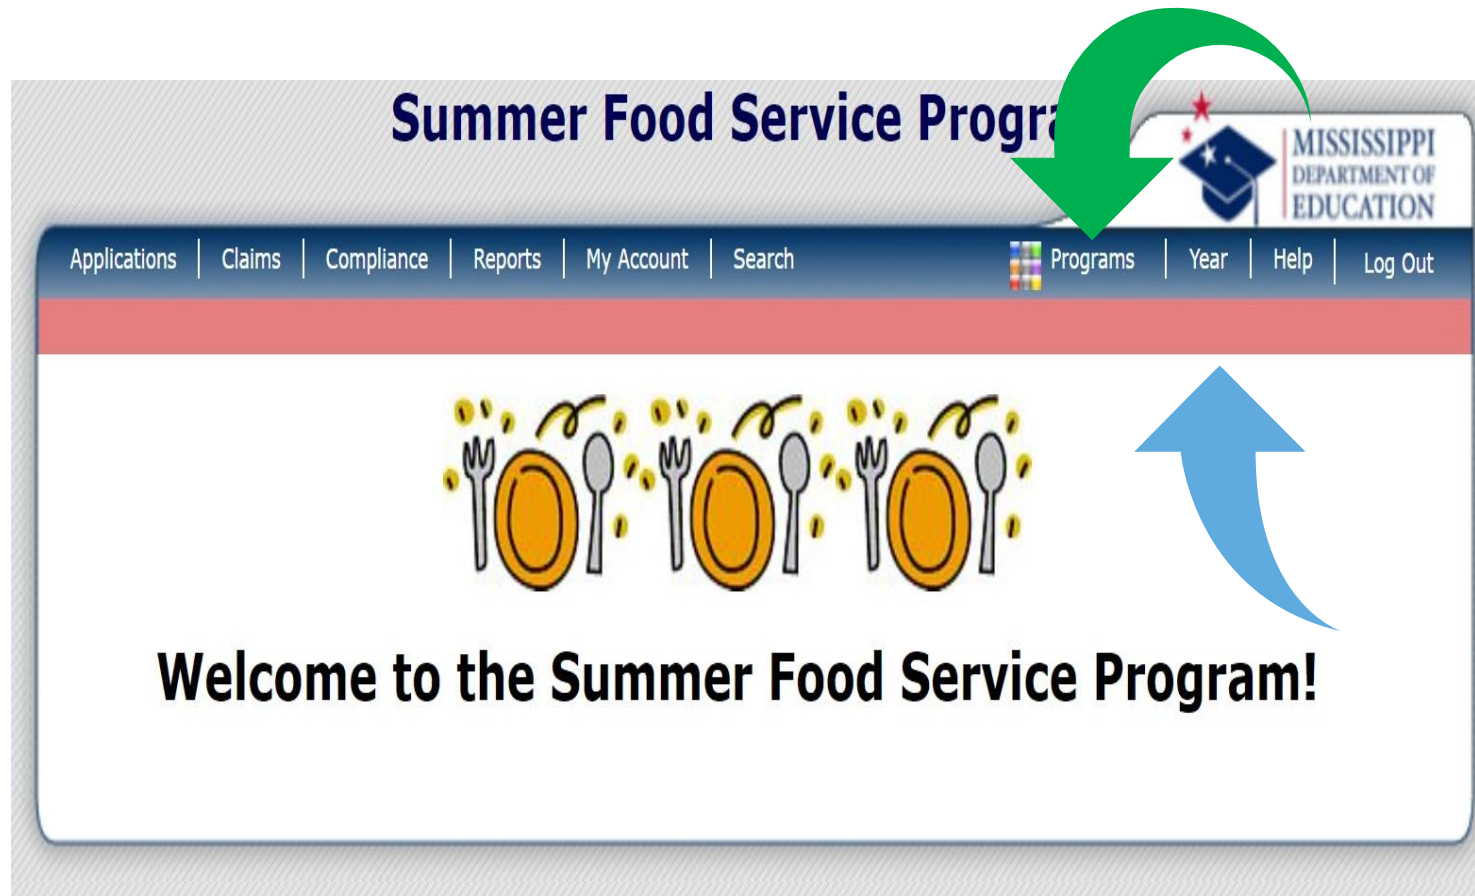 Summer Food Service Progra
MISSISSIPPI
DEPARTMENT OF
EDUCATION
Applications Claims Compliance Reports My Account Search Programs Year Help Log Out
Welcome to the Summer Food Service Program!